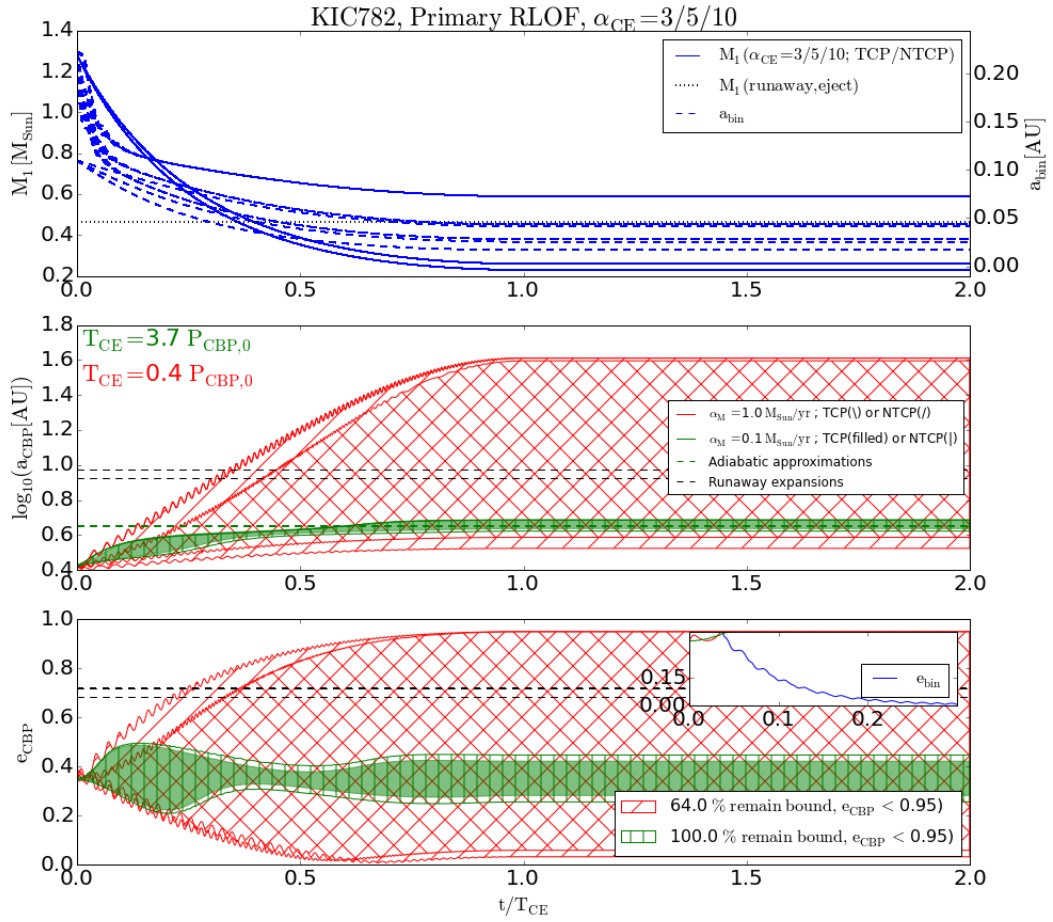 KIC782, Primary RLOF, α_CE=3/5/10
1.4
1.2
1.0
0.8
0.6
0.4
0.2
M_1[M_Sun]
M_1(α_CE=3/5/10; TCP/NTCP)
M_1(runaway,eject)
a_bin
0.20
0.15
0.10
0.05
0.00
a_bin[AU]
0.0 0.5 1.0 1.5 2.0
1.8
1.6
1.4
1.2
1.0
0.8
0.6
0.4
log_10(a_CBP[AU])
T_CE=3.7 P_CBP,0
T_CE=0.4 P_CBP,0
α_M =1.0 M_Sun/yr ; TCP(\) or NTCP(/)
α_M =0.1 M_Sun/yr ; TCP(filled) or NTCP(|)
Adiabatic approximations
Runaway expansions
0.0 0.5 1.0 1.5 2.0
1.0
0.8
0.6
0.4
0.2
0.0
e_CBP
0.15
0.00
e_bin
0.0 0.1 0.2
64.0 % remain bound, e_CBP < 0.95)
100.0 % remain bound, e_CBP < 0.95)
0.0 0.5 1.0 1.5 2.0
t/T_CE